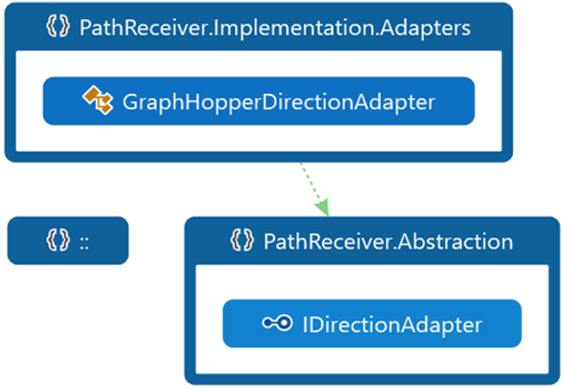 PathReceiver.Implementation.Adapters
GraphHopperDirectionAdapter
::
PathReceiver.Abstraction
IDirectionAdapter